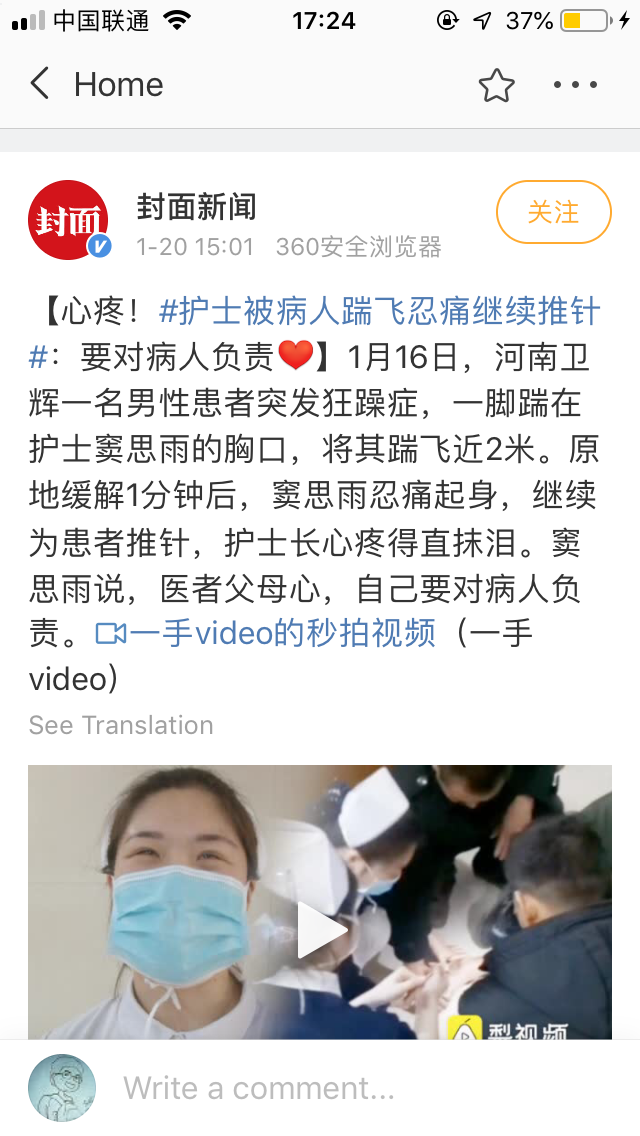 中国联通 17:24 37%
Home
封面
封面新闻
关注
1-20 15:01 360安全浏览器
【心疼！#护士被病人踹飞忍痛继续推针
#：要对病人负责❤️】1月16日，河南卫
辉一名男性患者突发狂躁症，一脚踹在
护士窦思雨的胸口，将其踹飞近2米。原
地缓解1分钟后，窦思雨忍痛起身，继续
为患者推针，护士长心疼得直抹泪。窦
思雨说，医者父母心，自己要对病人负
责。一手video的秒拍视频（一手
video）
See Translation
梨视频
Write a comment...